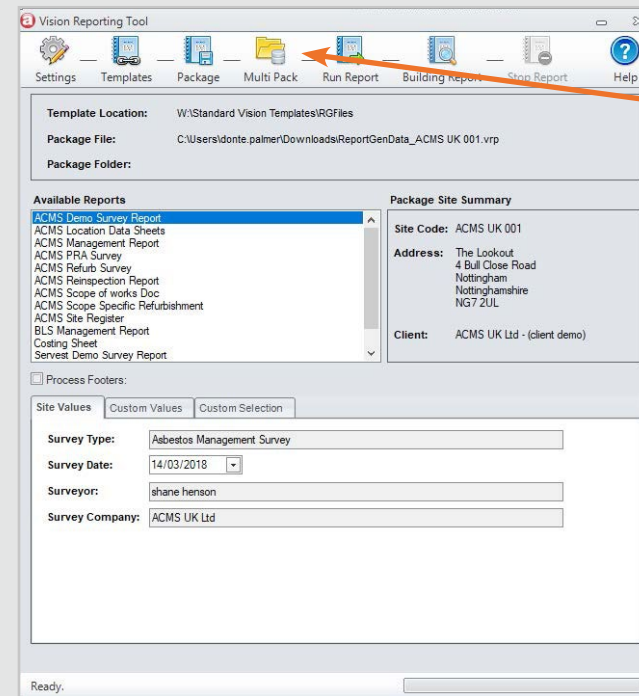 Vision Reporting Tool
Settings Templates Package Multi Pack Run Report Building Report Stop Report Help
Template Location: W:\Standard Vision Templates\RGFiles
Package File: C:\Users\donte.palmer\Downloads\ReportGenData_ACMS UK 001.vrp
Package Folder:
Available Reports
ACMS Demo Survey Report
ACMS Location Data Sheets
ACMS Management Report
ACMS PRA Survey
ACMS Refurb Survey
ACMS Reinspection Report
ACMS Scope of works Doc
ACMS Scope Specific Refurbishment
ACMS Site Register
BLS Management Report
Costing Sheet
Servest Demo Survey Report
Package Site Summary
Site Code: ACMS UK 001
Address: The Lookout
4 Bull Close Road
Nottingham
Nottinghamshire
NG7 2UL
Client: ACMS UK Ltd - (client demo)
Process Footers:
Site Values Custom Values Custom Selection
Survey Type: Asbestos Management Survey
Survey Date: 14/03/2018
Surveyor: shane henson
Survey Company: ACMS UK Ltd
Ready.